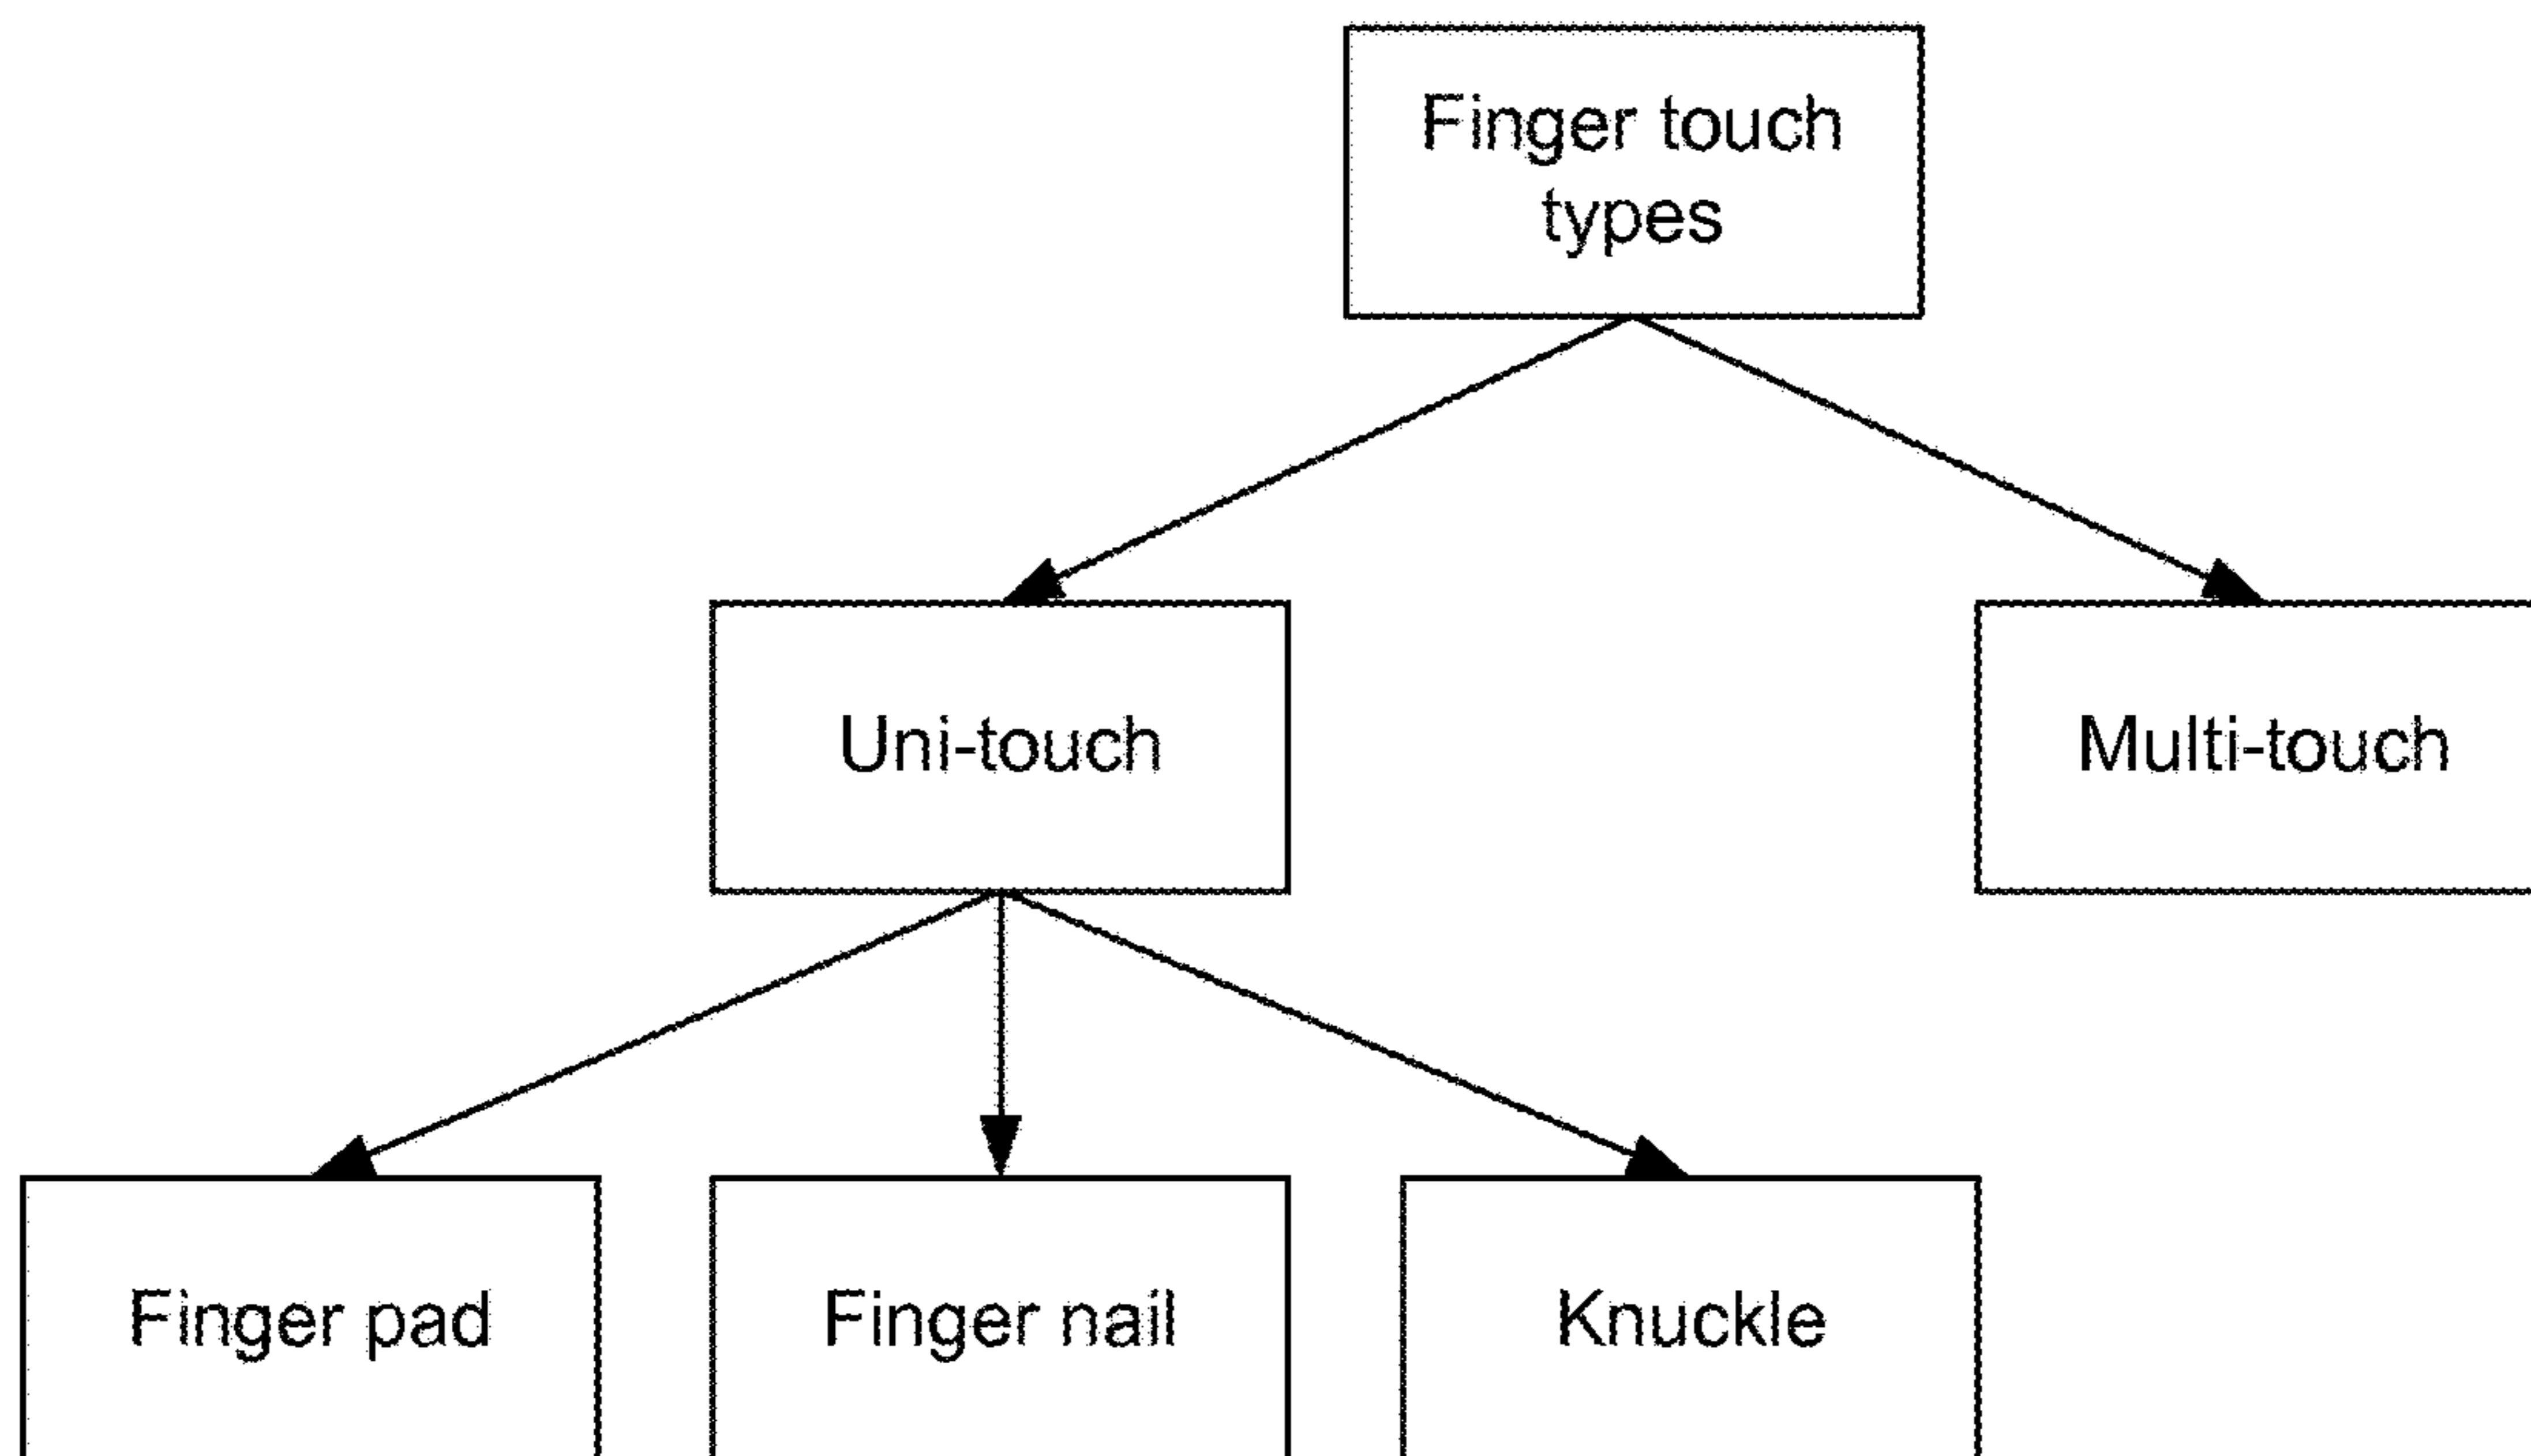 Finger touch
types
Uni-touch
Multi-touch
Finger pad
Finger nail
Knuckle